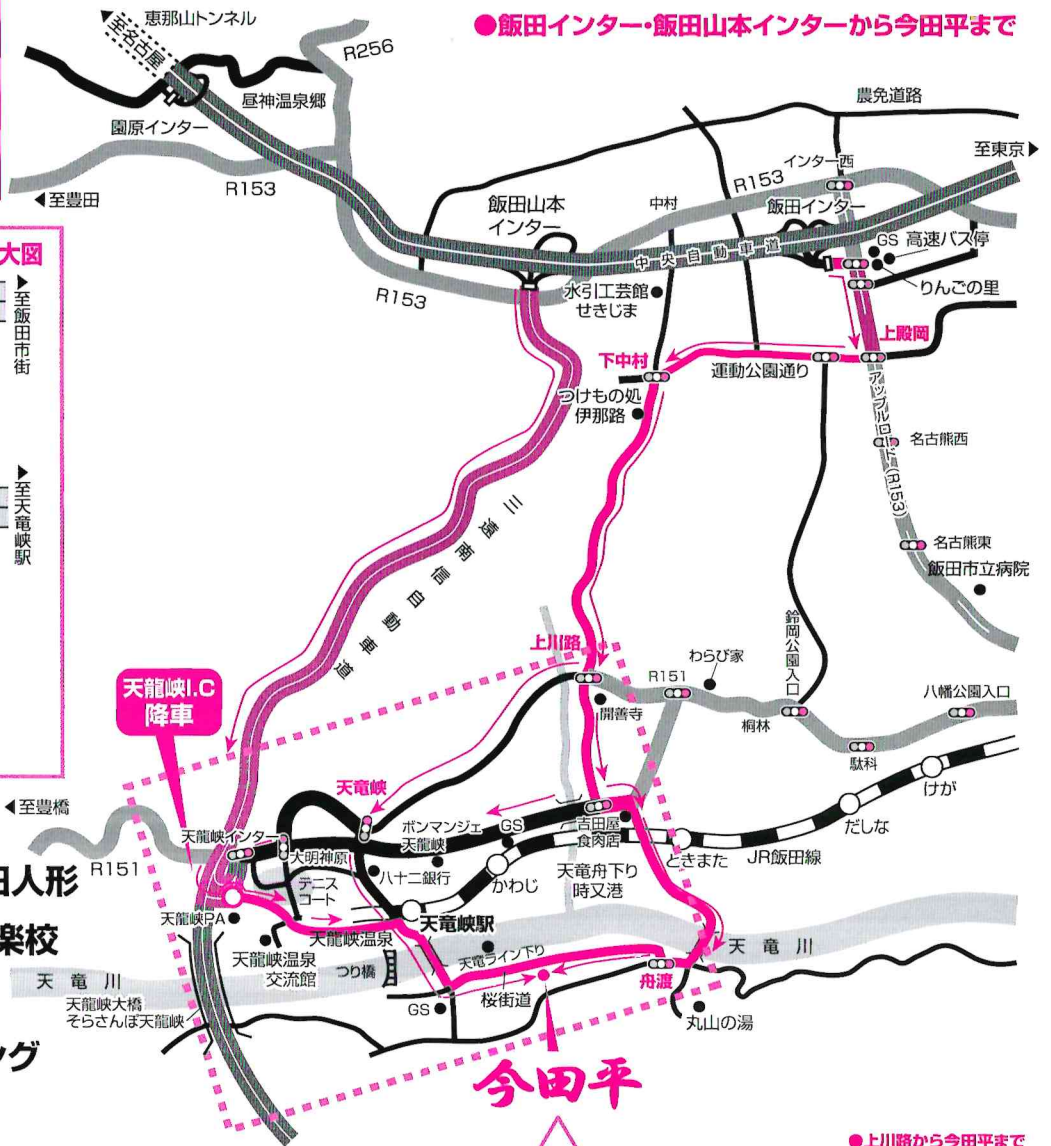 ●飯田インター・飯田山本インターから今田平まで
至名古屋
恵那山トンネル
R256
昼神温泉郷
園原インター
農免道路
インター西
至東京▶
R153
◀至豊田
R153
飯田山本
インター
中村
飯田インター
GS
高速バス停
中央自動車道
りんごの里
大図
▶至飯田市街
▶至天竜峡駅
R153
水引工芸館
せきじま
上殿岡
下中村
運動公園通り
つけもの処
伊那路
アップルロード(R153)
名古熊西
名古熊東
飯田市立病院
三遠南信自動車道
鈴岡公園入口
上川路
わらび家
R151
八幡公園入口
開善寺
桐林
駄科
天龍峡I.C
降車
◀至豊橋
R151
天竜峡
天龍峡インター
大明神原
ボンマンジェ
天龍峡
GS
吉田屋
食肉店
けが
だしな
ときまた
JR飯田線
八十二銀行
かわじ
天竜舟下り
時又港
テニス
コート
田人形
楽校
ング
天龍峡PA
天龍峡温泉
天竜峡駅
天龍峡温泉
交流館
つり橋
天竜ライン下り
天竜川
天竜川
桜街道
舟渡
GS
丸山の湯
天龍峡大橋
そらさんぽ天龍峡
今田平
●上川路から今田平まで